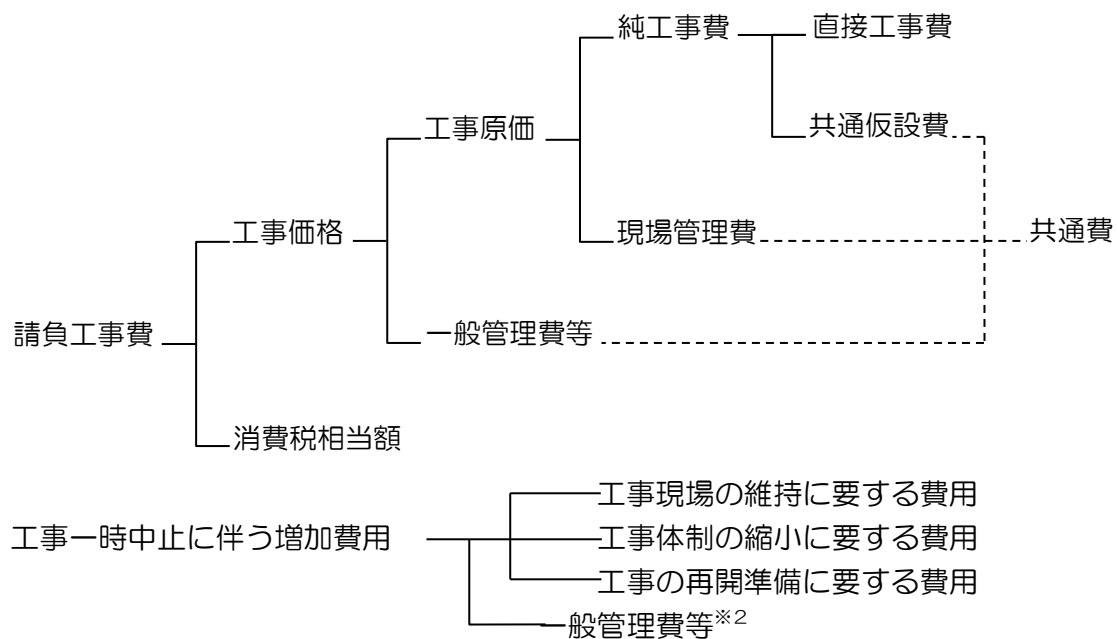 純工事費 直接工事費
工事原価 共通仮設費
工事価格 現場管理費 共通費
請負工事費 一般管理費等
消費税相当額
工事現場の維持に要する費用
工事一時中止に伴う増加費用 工事体制の縮小に要する費用
工事の再開準備に要する費用
一般管理費等※2